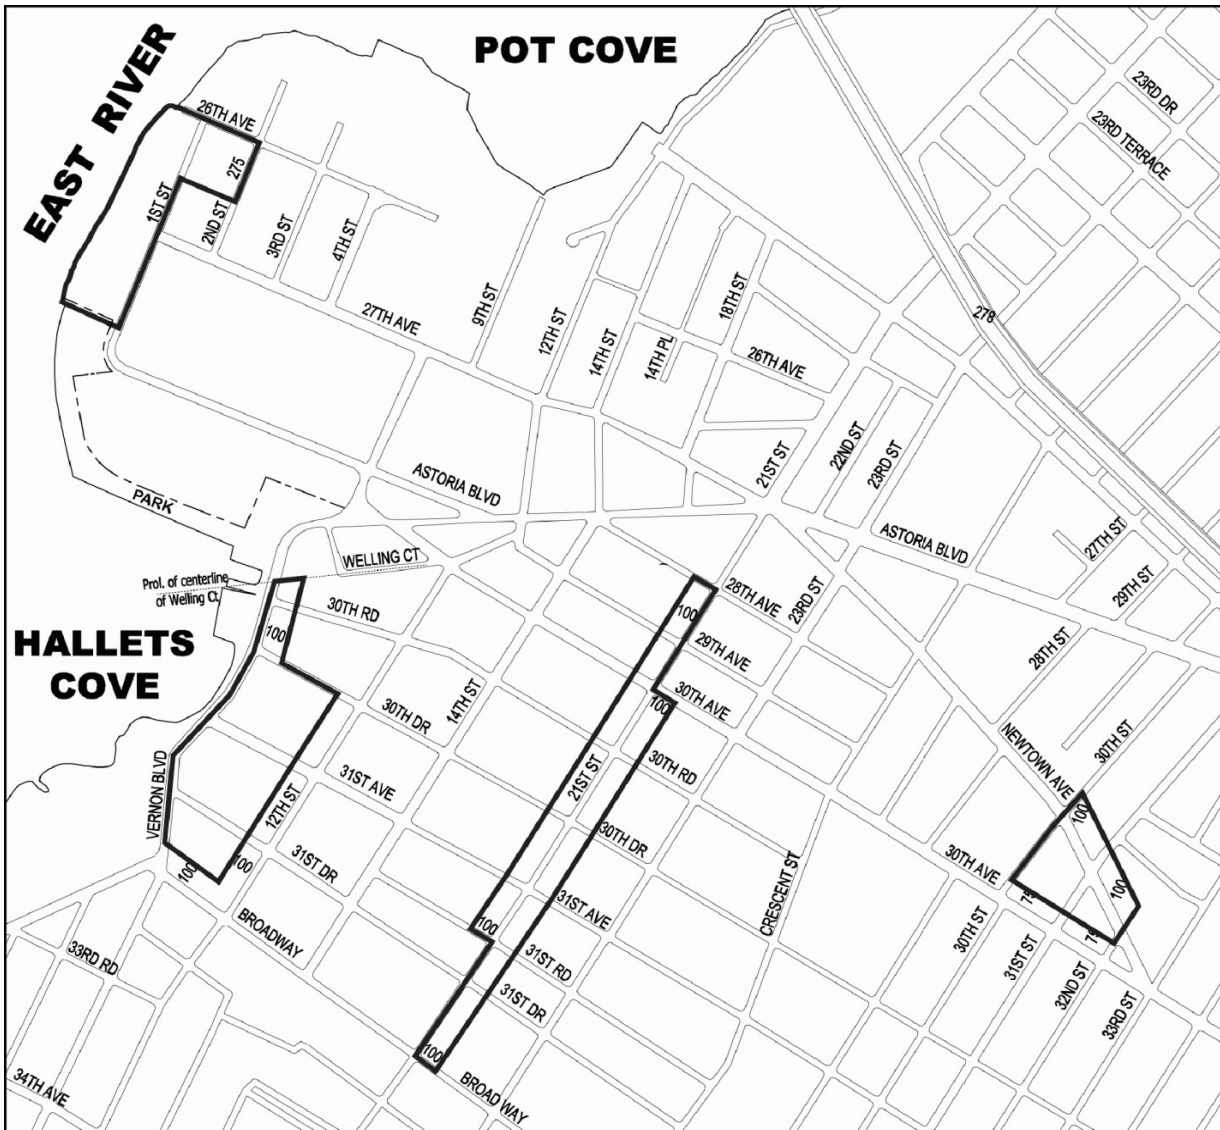 POT COVE
EAST RIVER
23RD DR
23RD TERRACE
26TH AVE
275
1ST ST
2ND ST
3RD ST
4TH ST
27TH AVE
9TH ST
12TH ST
14TH ST
14TH PL
18TH ST
26TH AVE
278
21ST ST
22ND ST
23RD ST
ASTORIA BLVD
ASTORIA BLVD
PARK
27TH ST
29TH ST
28TH ST
WELLING CT
Prol. of centerline
of Welling Ct.
HALLETS
COVE
30TH RD
100
28TH AVE
23RD ST
100
29TH AVE
30TH AVE
100
30TH DR
14TH ST
30TH RD
NEWTOWN AVE
30TH ST
31ST AVE
21ST ST
VERNON BLVD
12TH ST
30TH DR
100
30TH AVE
CRESCENT ST
100
100
31ST DR
31ST AVE
100
75
75
100
BROADWAY
31ST RD
31ST DR
30TH ST
31ST ST
32ND ST
33RD ST
33RD RD
100
34TH AVE
BROADWAY